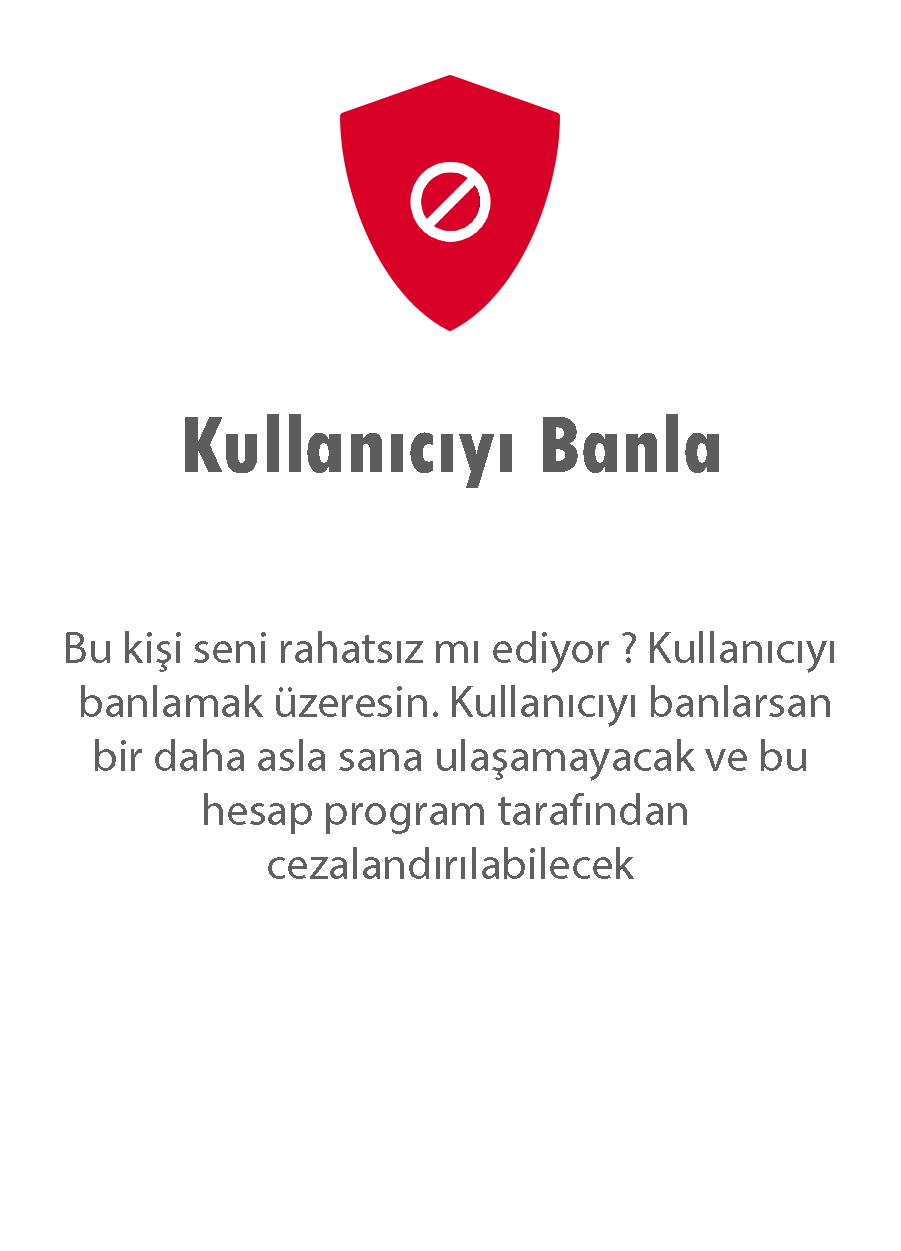 Kullanıcıyı Banla
Bu kişi seni rahatsız mı ediyor ? Kullanıcıyı
banlamak üzeresin. Kullanıcıyı banlarsan
bir daha asla sana ulaşamayacak ve bu
hesap program tarafından
cezalandırılabilecek